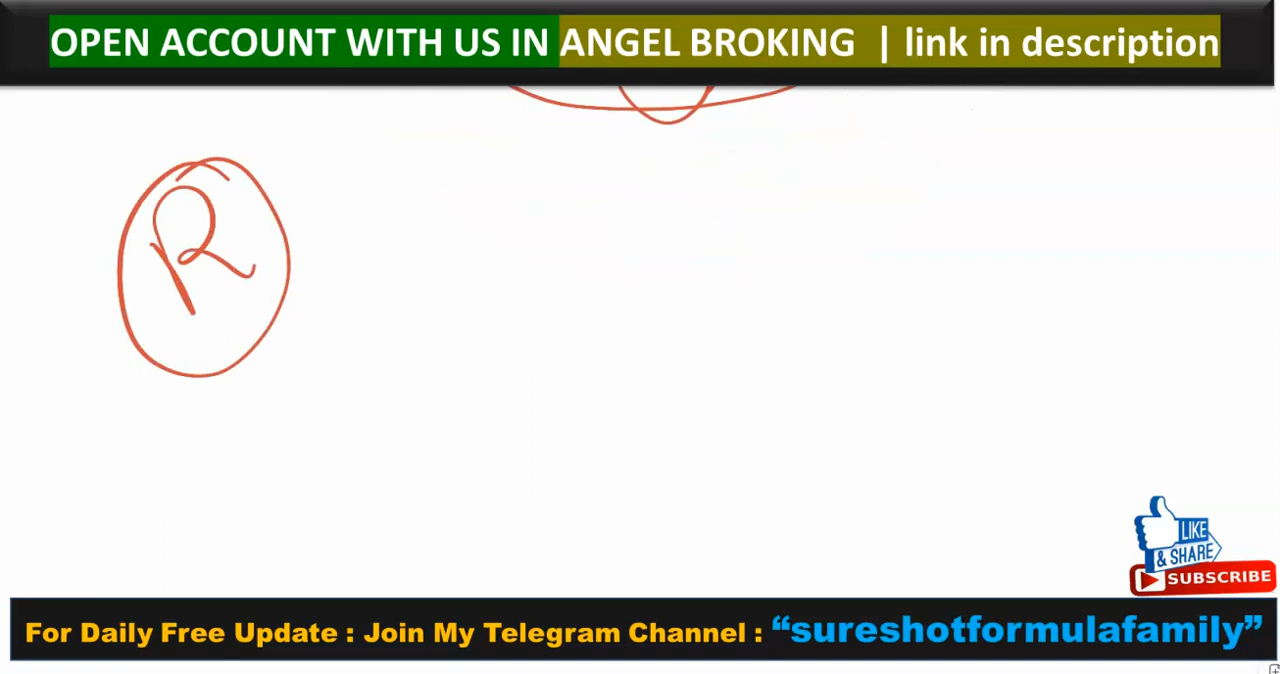 OPEN ACCOUNT WITH US IN ANGEL BROKING | link in description
R
LIKE
& SHARE
SUBSCRIBE
For Daily Free Update : Join My Telegram Channel : “sureshotformulafamily”